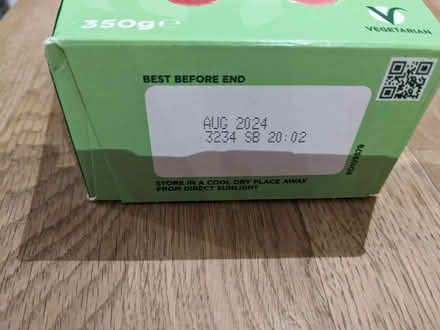 350g℮
VEGETARIAN
BEST BEFORE END
AUG 2024
3234 SB 20:02
STORE IN A COOL DRY PLACE AWAY
FROM DIRECT SUNLIGHT